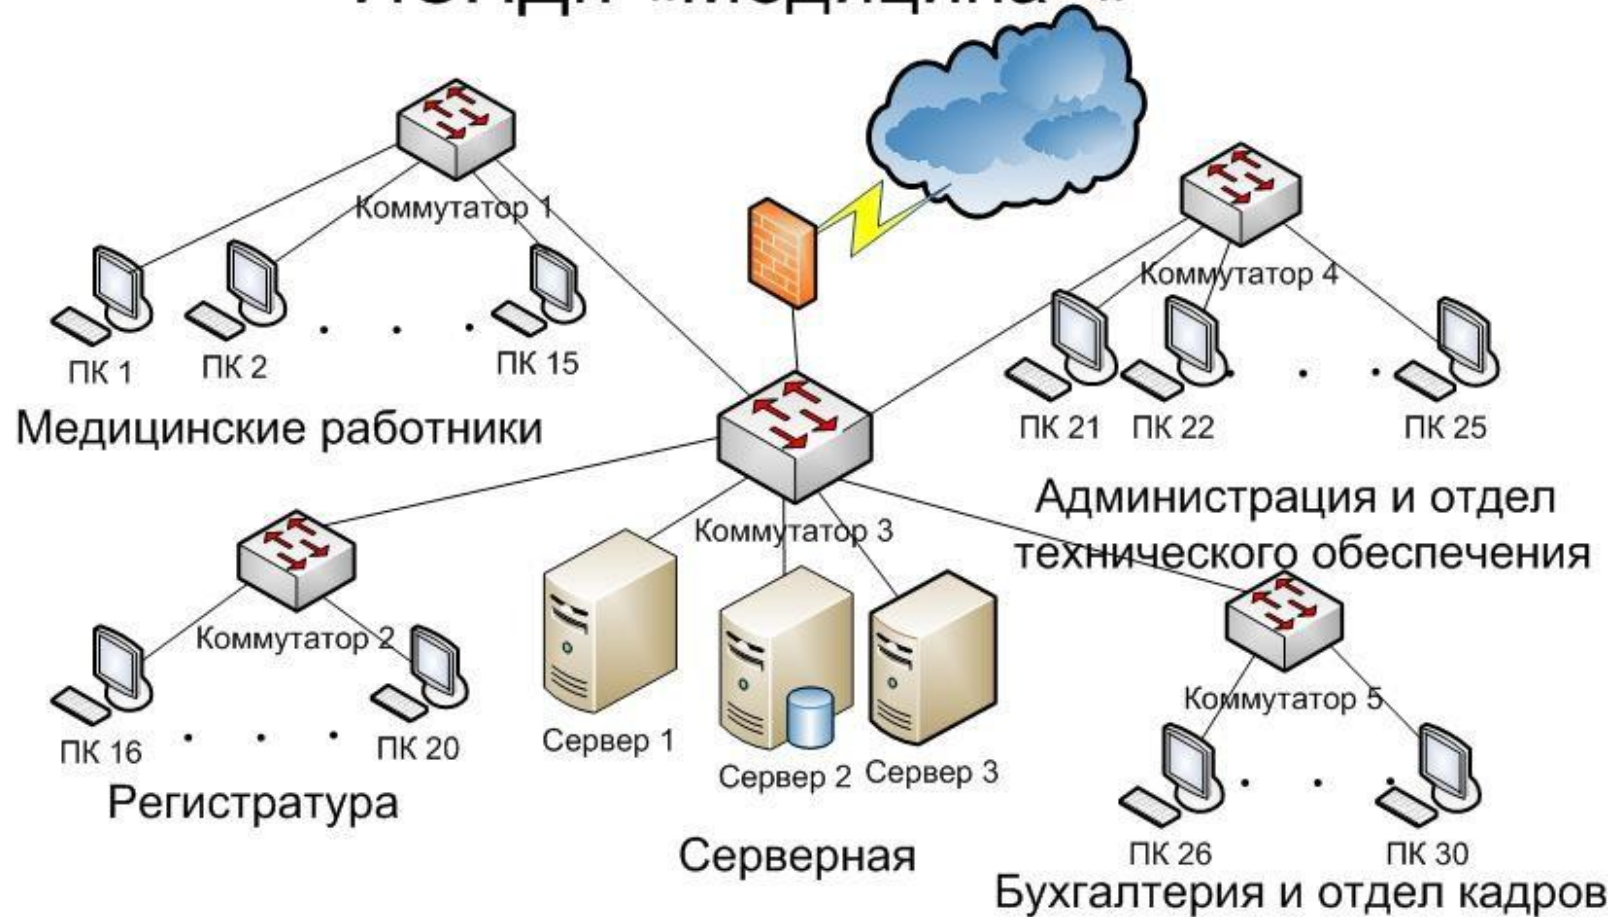 Коммутатор 1
ПК 1
ПК 2
ПК 15
Медицинские работники
Коммутатор 4
ПК 21
ПК 22
ПК 25
Администрация и отдел
технического обеспечения
Коммутатор 3
Коммутатор 2
ПК 16
ПК 20
Регистратура
Сервер 1
Сервер 2
Сервер 3
Серверная
Коммутатор 5
ПК 26
ПК 30
Бухгалтерия и отдел кадров